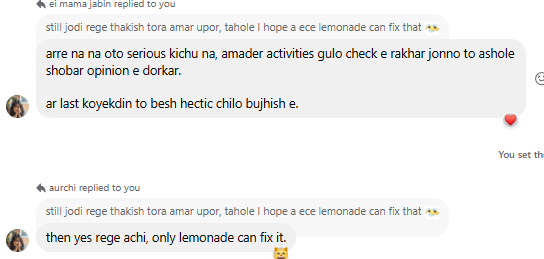 ei mama jabin replied to you
still jodi rege thakish tora amar upor, tahole I hope a ece lemonade can fix that
arre na na oto serious kichu na, amader activities gulo check e rakhar jonno to ashole
shobar opinion e dorkar.
ar last koyekdin to besh hectic chilo bujhish e.
You set th
aurchi replied to you
still jodi rege thakish tora amar upor, tahole I hope a ece lemonade can fix that
then yes rege achi, only lemonade can fix it.